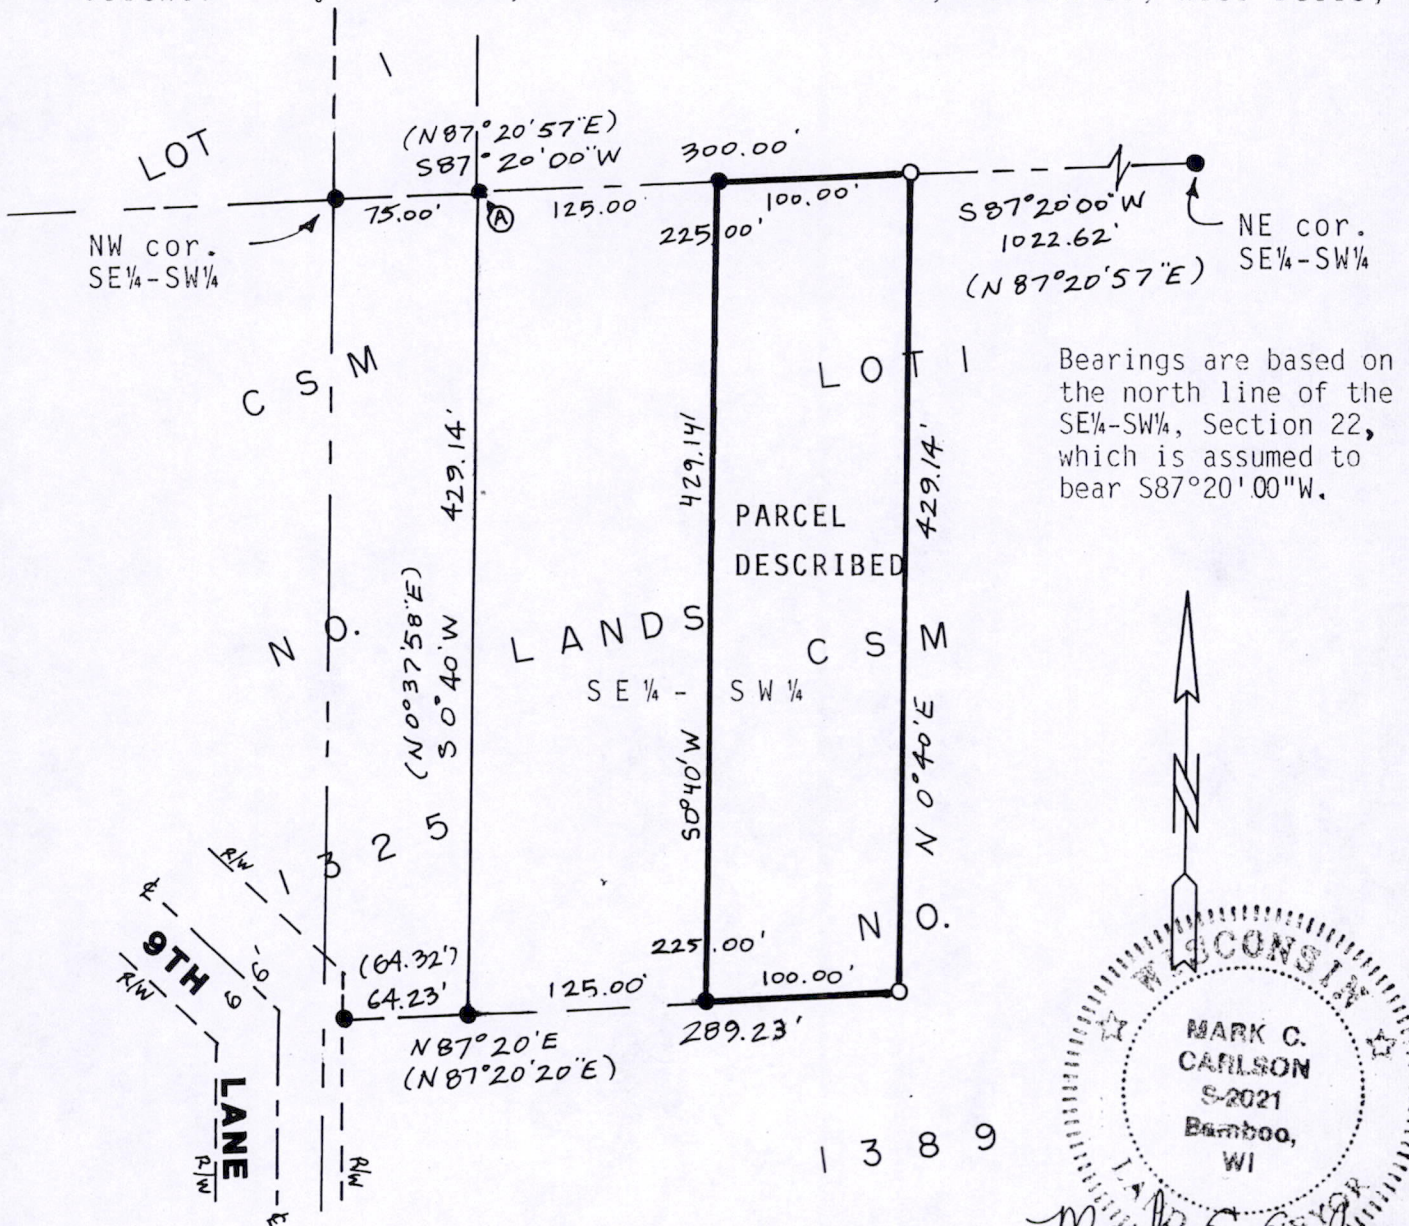 LOT 1
(N87°20'57"E)
S87°20'00"W
300.00'
75.00'
A
125.00'
100.00'
225.00'
NW cor.
SE¼-SW¼
S87°20'00"W
1022.62'
(N87°20'57"E)
NE cor.
SE¼-SW¼
Bearings are based on
the north line of the
SE¼-SW¼, Section 22,
which is assumed to
bear S87°20'00"W.
CSM
NO.
1325
LOT 1
CSM
NO.
1389
429.14'
(N0°37'58"E)
S0°40'W
429.14'
S0°40'W
429.14'
N0°40'E
PARCEL
DESCRIBED
LANDS
SE¼- SW¼
N
R/W
℄
9TH
R/W
66'
LANE
R/W
R/W
℄
(64.32')
64.23'
125.00'
225.00'
100.00'
289.23'
N87°20'E
(N87°20'20"E)
WISCONSIN
MARK C.
CARLSON
S-2021
Bamboo,
WI